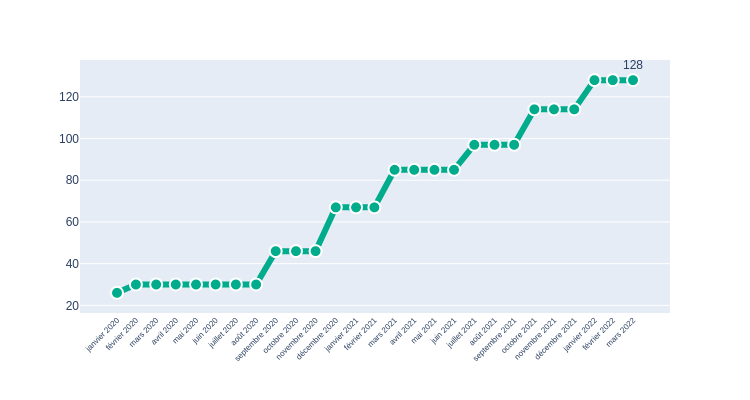 128
120
100
80
60
40
20
janvier 2020
février 2020
mars 2020
avril 2020
mai 2020
juin 2020
juillet 2020
août 2020
septembre 2020
octobre 2020
novembre 2020
décembre 2020
janvier 2021
février 2021
mars 2021
avril 2021
mai 2021
juin 2021
juillet 2021
août 2021
septembre 2021
octobre 2021
novembre 2021
décembre 2021
janvier 2022
février 2022
mars 2022